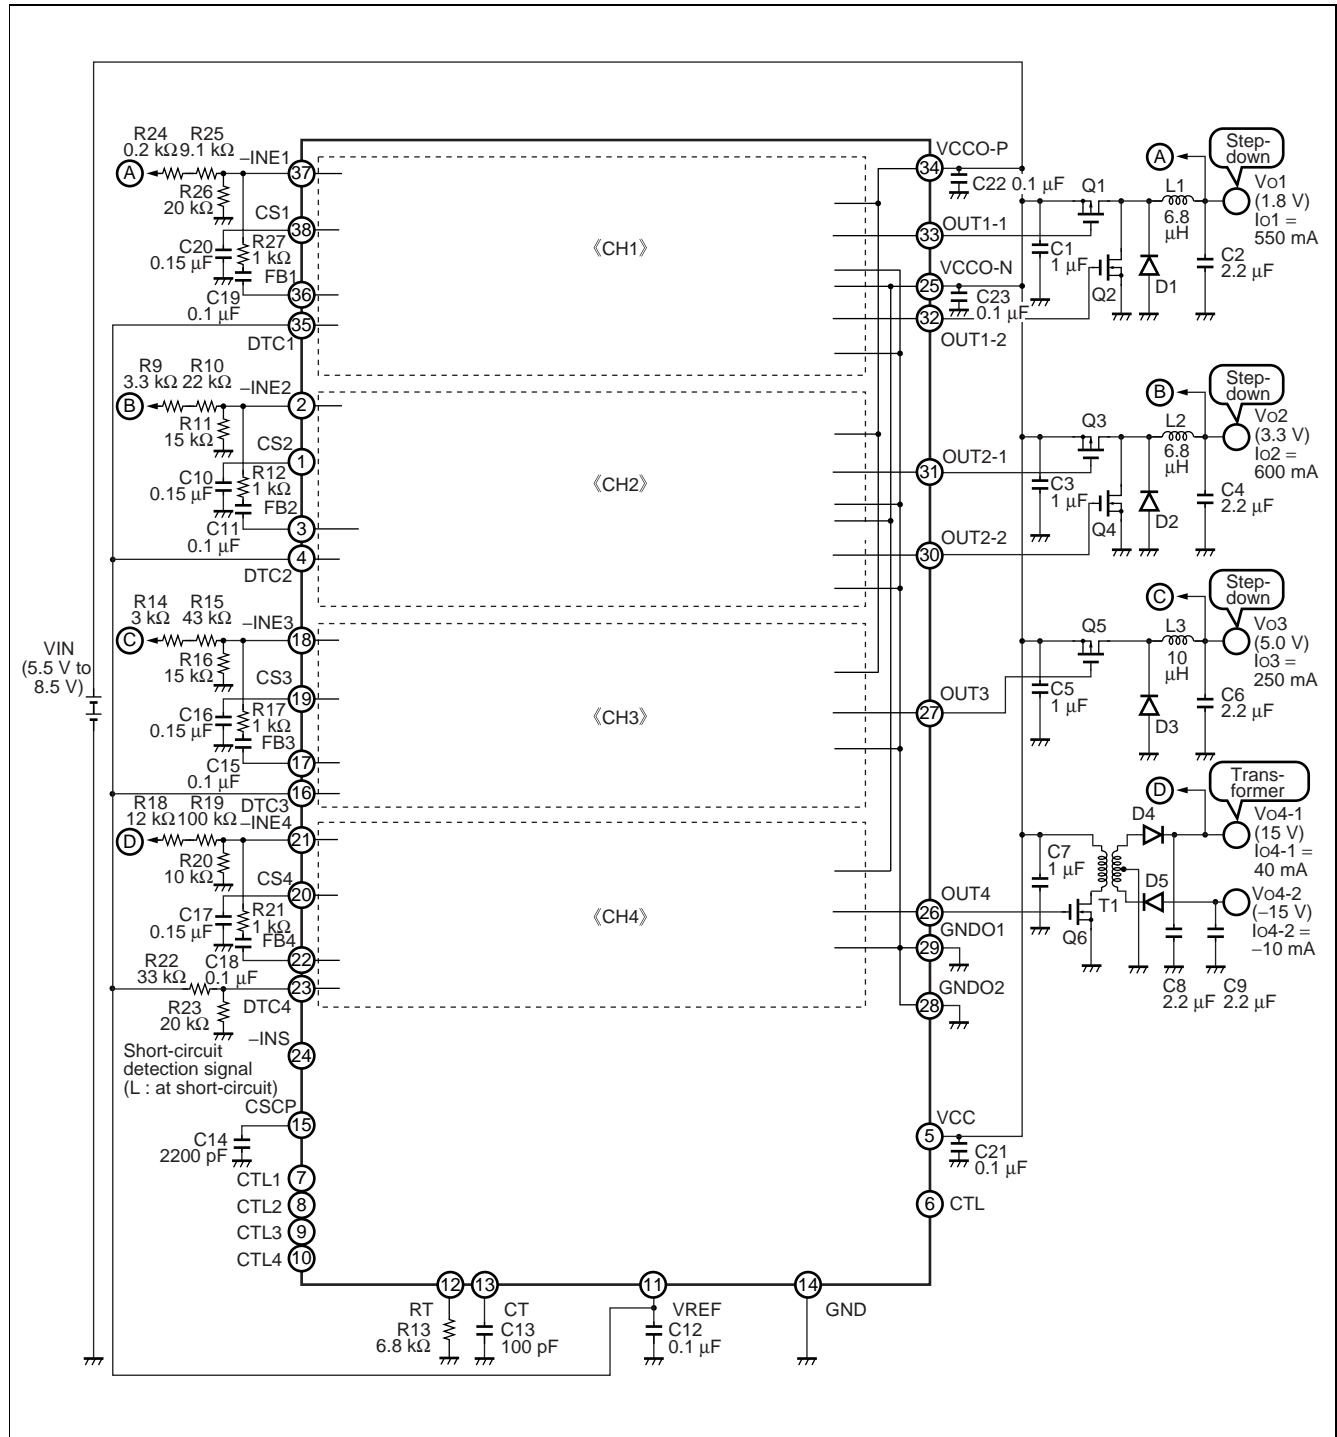 R24 R25
0.2 kΩ 9.1 kΩ
–INE1
A
37
R26
20 kΩ
CS1
38
C20
0.15 µF
R27
1 kΩ
FB1
36
C19
0.1 µF
35
DTC1
R9 R10
3.3 kΩ 22 kΩ
–INE2
B
2
R11
15 kΩ
CS2
1
C10
0.15 µF
R12
1 kΩ
FB2
3
C11
0.1 µF
4
DTC2
R14 R15
3 kΩ 43 kΩ
–INE3
C
18
R16
15 kΩ
CS3
19
C16
0.15 µF
R17
1 kΩ
FB3
17
C15
0.1 µF
16
DTC3
R18 R19
12 kΩ 100 kΩ
–INE4
D
21
R20
10 kΩ
CS4
20
C17
0.15 µF
R21
1 kΩ
FB4
22
C18
0.1 µF
R22
33 kΩ
23
DTC4
R23
20 kΩ
–INS
24
Short-circuit
detection signal
(L : at short-circuit)
CSCP
15
C14
2200 pF
CTL1
7
CTL2
8
CTL3
9
CTL4
10
VIN
(5.5 V to
8.5 V)
《CH1》
《CH2》
《CH3》
《CH4》
VCCO-P
34
C22 0.1 µF
OUT1-1
33
VCCO-N
25
C23
0.1 µF
32
OUT1-2
C1
1 µF
Q1
Q2
D1
L1
6.8
µH
A
C2
2.2 µF
Step-
down
Vo1
(1.8 V)
Io1 =
550 mA
31
OUT2-1
30
OUT2-2
C3
1 µF
Q3
Q4
D2
L2
6.8
µH
B
C4
2.2 µF
Step-
down
Vo2
(3.3 V)
Io2 =
600 mA
27
OUT3
C5
1 µF
Q5
D3
L3
10
µH
C
C6
2.2 µF
Step-
down
Vo3
(5.0 V)
Io3 =
250 mA
OUT4
26
GNDO1
29
GNDO2
28
C7
1 µF
Q6
T1
D4
D5
D
C8
2.2 µF
C9
2.2 µF
Trans-
former
Vo4-1
(15 V)
Io4-1 =
40 mA
Vo4-2
(–15 V)
Io4-2 =
–10 mA
VCC
5
C21
0.1 µF
6
CTL
12
RT
R13
6.8 kΩ
13
CT
C13
100 pF
11
VREF
C12
0.1 µF
14
GND